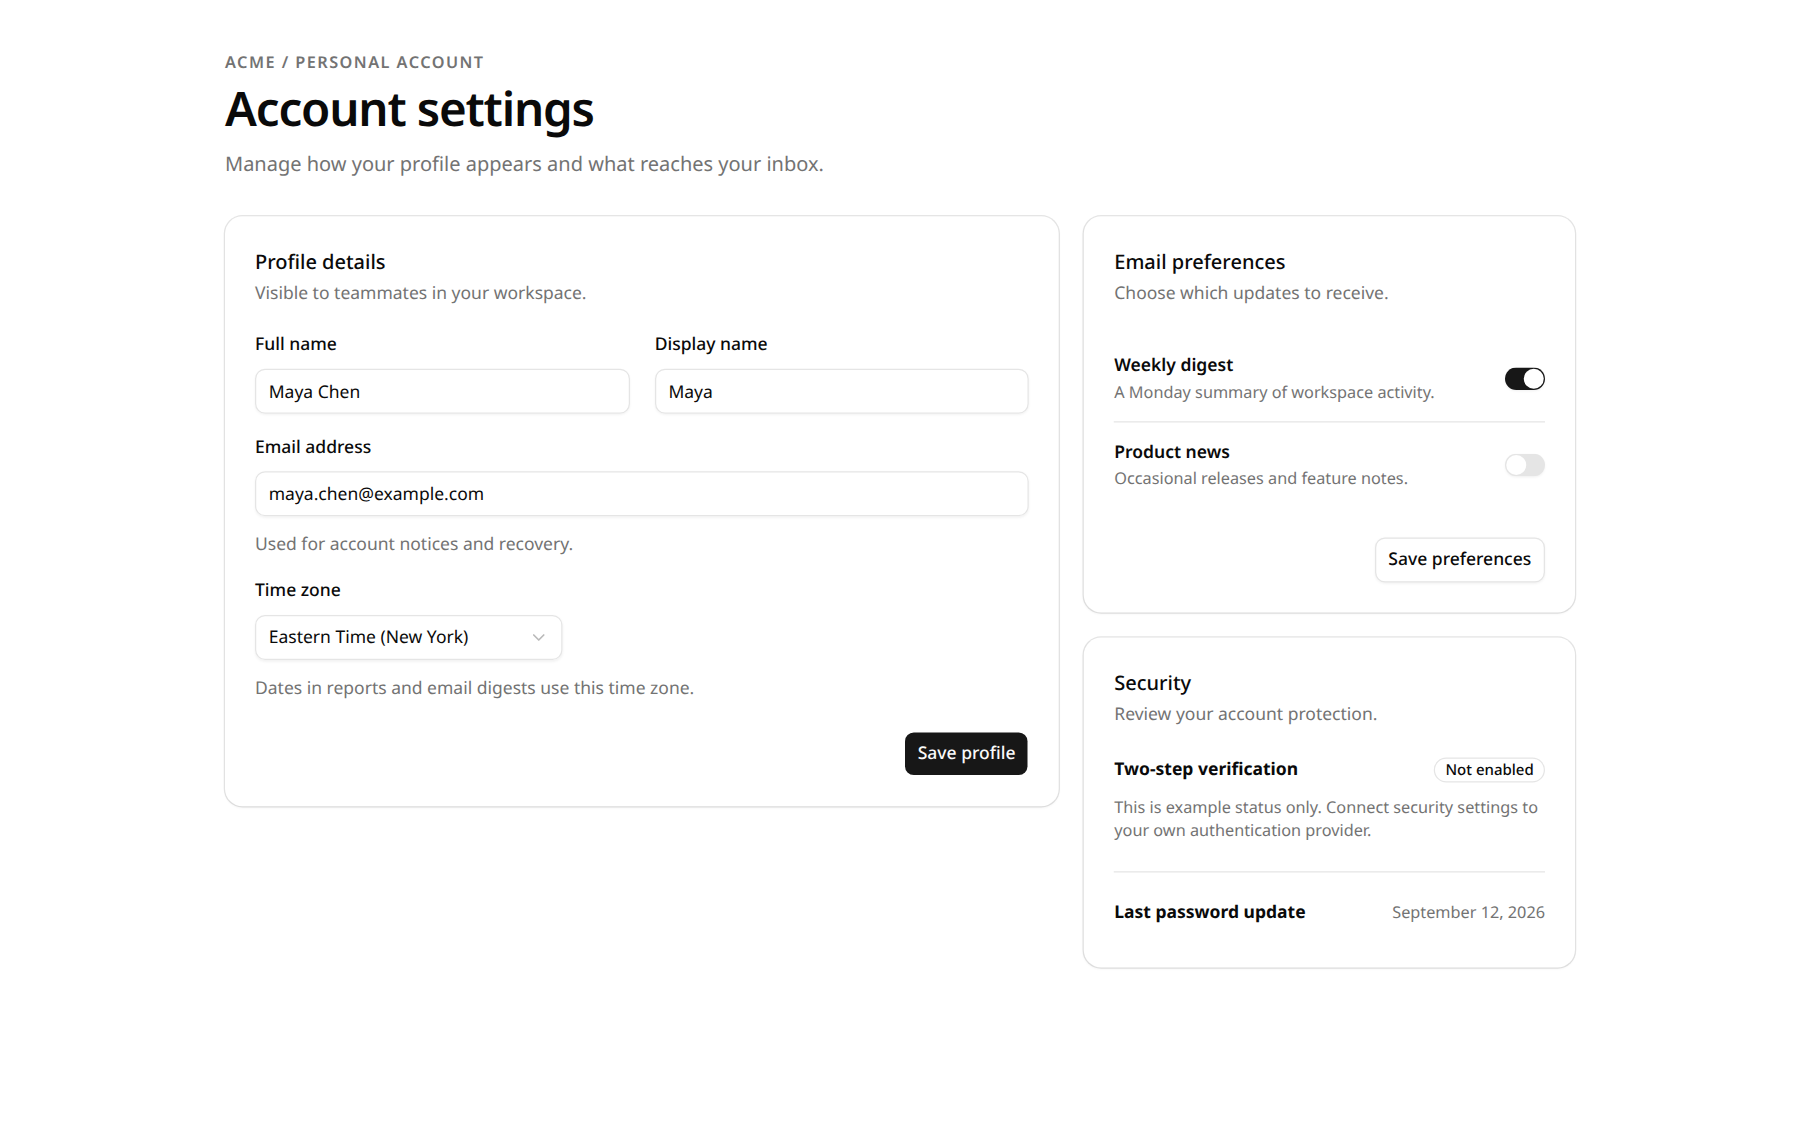 ACME / PERSONAL ACCOUNT
Account settings
Manage how your profile appears and what reaches your inbox.
Profile details
Visible to teammates in your workspace.
Full name
Maya Chen
Display name
Maya
Email address
maya.chen@example.com
Used for account notices and recovery.
Time zone
Eastern Time (New York)
Dates in reports and email digests use this time zone.
Save profile
Email preferences
Choose which updates to receive.
Weekly digest
A Monday summary of workspace activity.
Product news
Occasional releases and feature notes.
Save preferences
Security
Review your account protection.
Two-step verification
Not enabled
This is example status only. Connect security settings to
your own authentication provider.
Last password update
September 12, 2026